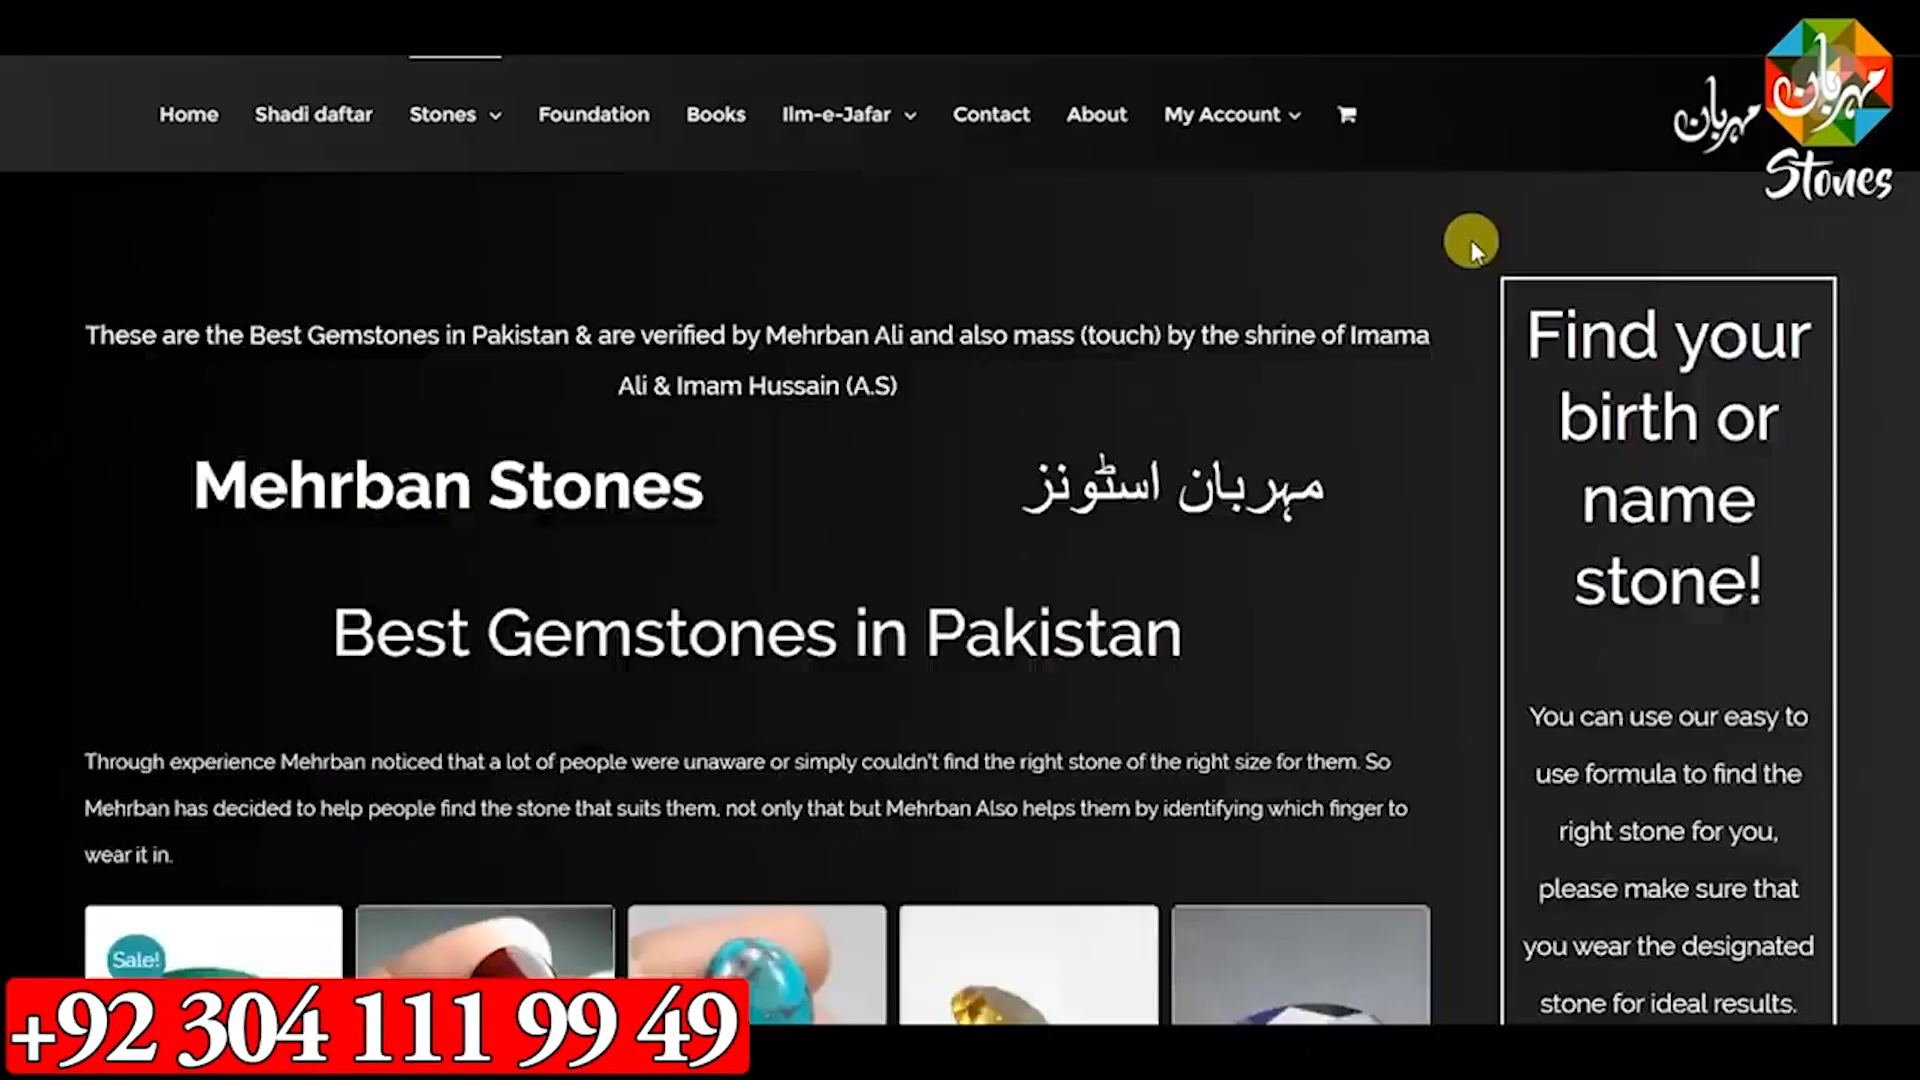 Home Shadi daftar Stones Foundation Books Ilm-e-Jafar Contact About My Account
مہربان
مہربان
Stones
These are the Best Gemstones in Pakistan & are verified by Mehrban Ali and also mass (touch) by the shrine of Imama
Ali & Imam Hussain (A.S)
Mehrban Stones
مہربان اسٹونز
Best Gemstones in Pakistan
Through experience Mehrban noticed that a lot of people were unaware or simply couldn't find the right stone of the right size for them. So
Mehrban has decided to help people find the stone that suits them, not only that but Mehrban Also helps them by identifying which finger to
wear it in.
Sale!
Find your
birth or
name
stone!
You can use our easy to
use formula to find the
right stone for you,
please make sure that
you wear the designated
stone for ideal results.
+92 304 111 99 49